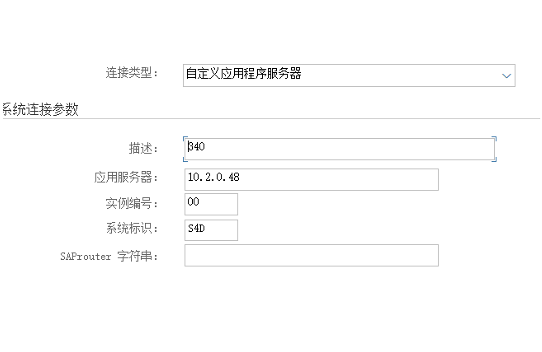 连接类型： 自定义应用程序服务器
系统连接参数
描述： 340
应用服务器： 10.2.0.48
实例编号： 00
系统标识： S4D
SAProuter 字符串：